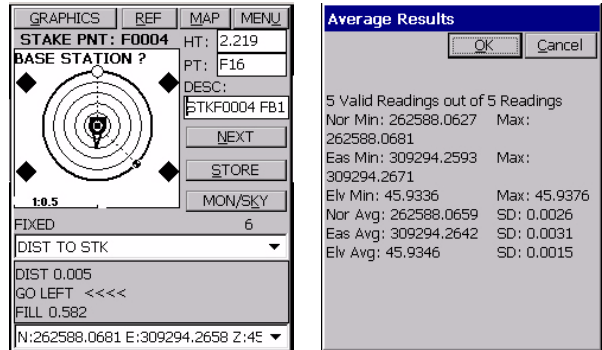 GRAPHICS REF MAP MENU
STAKE PNT: F0004
HT: 2.219
BASE STATION ?
PT: F16
DESC:
STKF0004 FB1
NEXT
STORE
1:0.5
MON/SKY
FIXED 6
DIST TO STK
DIST 0.005
GO LEFT <<<<
FILL 0.582
N:262588.0681 E:309294.2658 Z:45
Average Results
OK Cancel
5 Valid Readings out of 5 Readings
Nor Min: 262588.0627 Max:
262588.0681
Eas Min: 309294.2593 Max:
309294.2671
Elv Min: 45.9336 Max: 45.9376
Nor Avg: 262588.0659 SD: 0.0026
Eas Avg: 309294.2642 SD: 0.0031
Elv Avg: 45.9346 SD: 0.0015